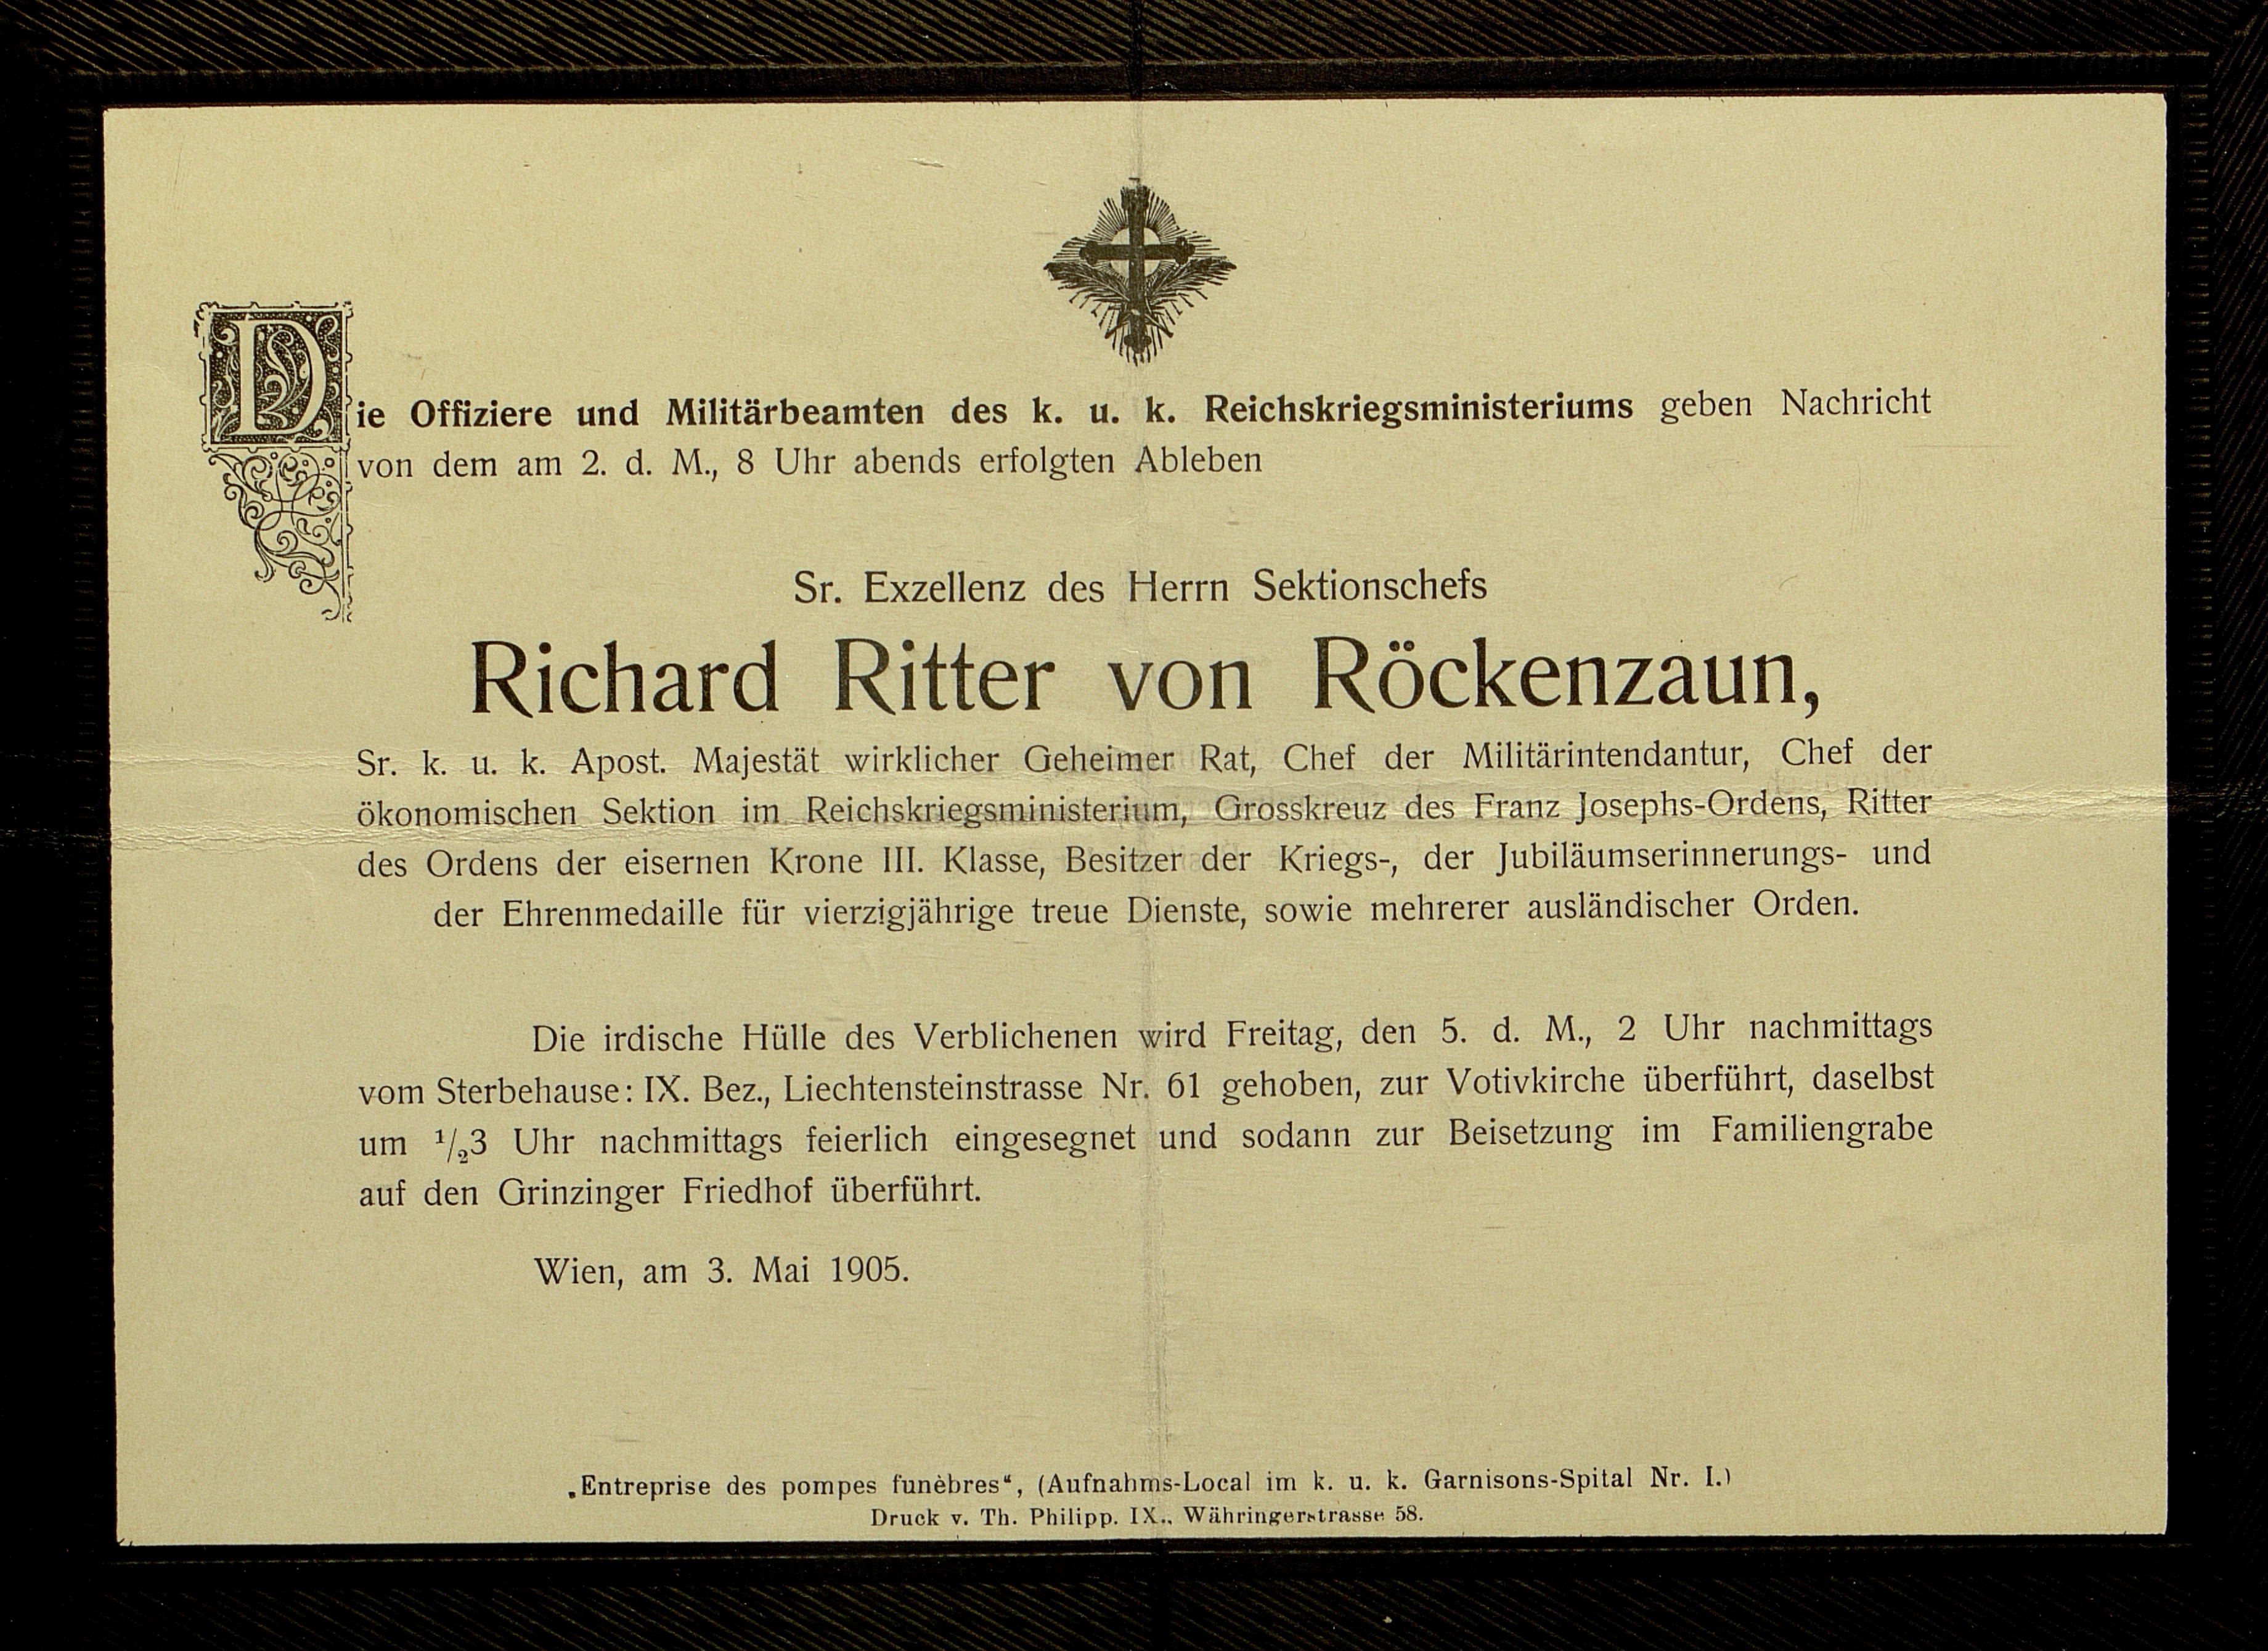 Die Offiziere und Militärbeamten des k. u. k. Reichskriegsministeriums geben Nachricht
von dem am 2. d. M., 8 Uhr abends erfolgten Ableben
Sr. Exzellenz des Herrn Sektionschefs
Richard Ritter von Röckenzaun,
Sr. k. u. k. Apost. Majestät wirklicher Geheimer Rat, Chef der Militärintendantur, Chef der
ökonomischen Sektion im Reichskriegsministerium, Grosskreuz des Franz Josephs-Ordens, Ritter
des Ordens der eisernen Krone III. Klasse, Besitzer der Kriegs-, der Jubiläumserinnerungs- und
der Ehrenmedaille für vierzigjährige treue Dienste, sowie mehrerer ausländischer Orden.
Die irdische Hülle des Verblichenen wird Freitag, den 5. d. M., 2 Uhr nachmittags
vom Sterbehause: IX. Bez., Liechtensteinstrasse Nr. 61 gehoben, zur Votivkirche überführt, daselbst
um 1/23 Uhr nachmittags feierlich eingesegnet und sodann zur Beisetzung im Familiengrabe
auf den Grinzinger Friedhof überführt.
Wien, am 3. Mai 1905.
„Entreprise des pompes funèbres“, (Aufnahms-Local im k. u. k. Garnisons-Spital Nr. I.)
Druck v. Th. Philipp. IX., Währingerstrasse 58.